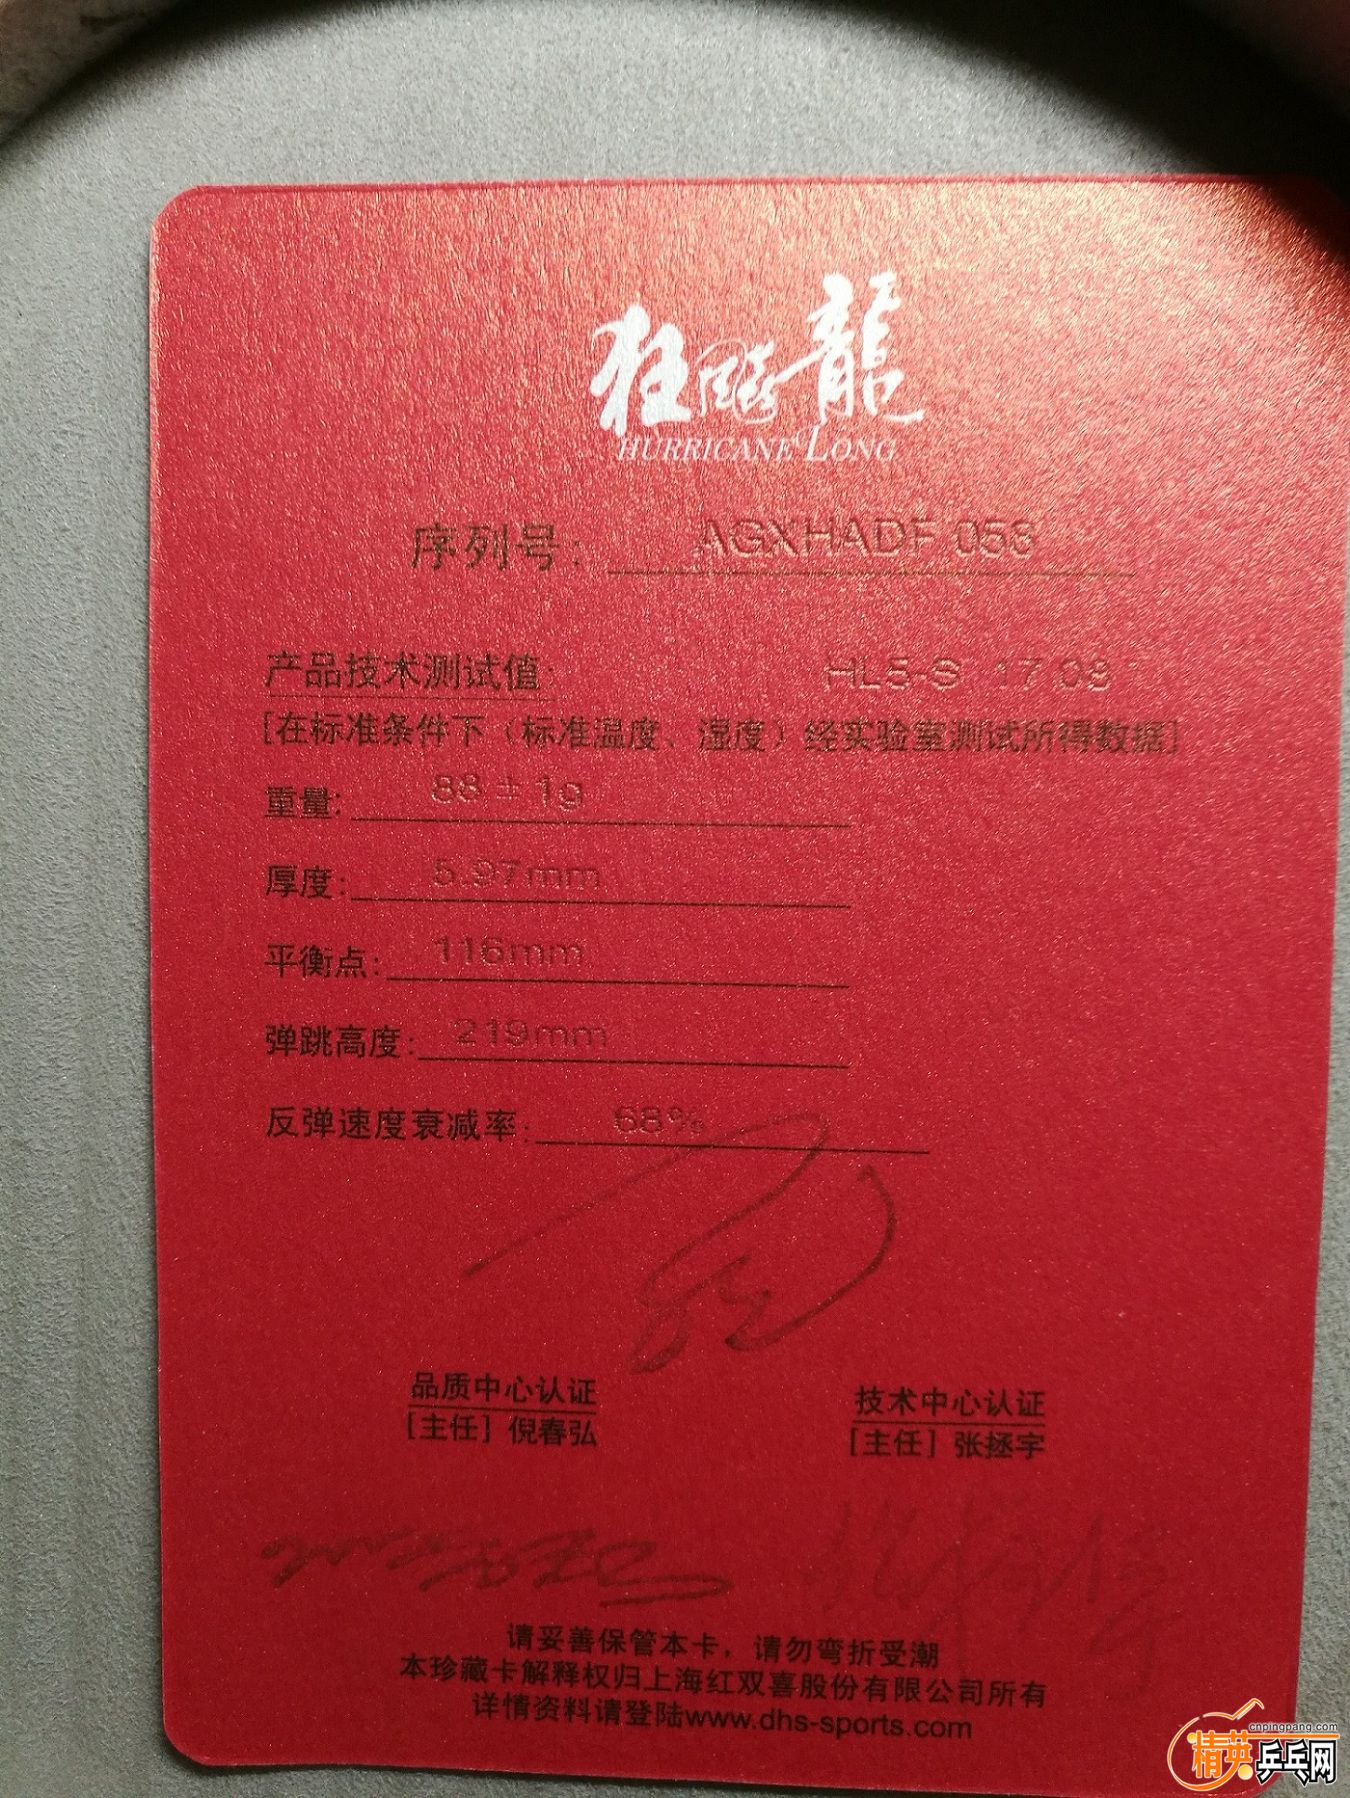 狂飚龍
HURRICANE LONG
序列号： AGXHADF 058
产品技术测试值： HL5-S 17 08
[在标准条件下（标准温度、湿度）经实验室测试所得数据]
重量: 88±1g
厚度: 5.97mm
平衡点: 116mm
弹跳高度: 219mm
反弹速度衰减率: 68%
品质中心认证 技术中心认证
[主任] 倪春弘 [主任] 张拯宇
请妥善保管本卡，请勿弯折受潮
本珍藏卡解释权归上海红双喜股份有限公司所有
详情资料请登陆www.dhs-sports.com
cnpingpang.com
精英乒乓网